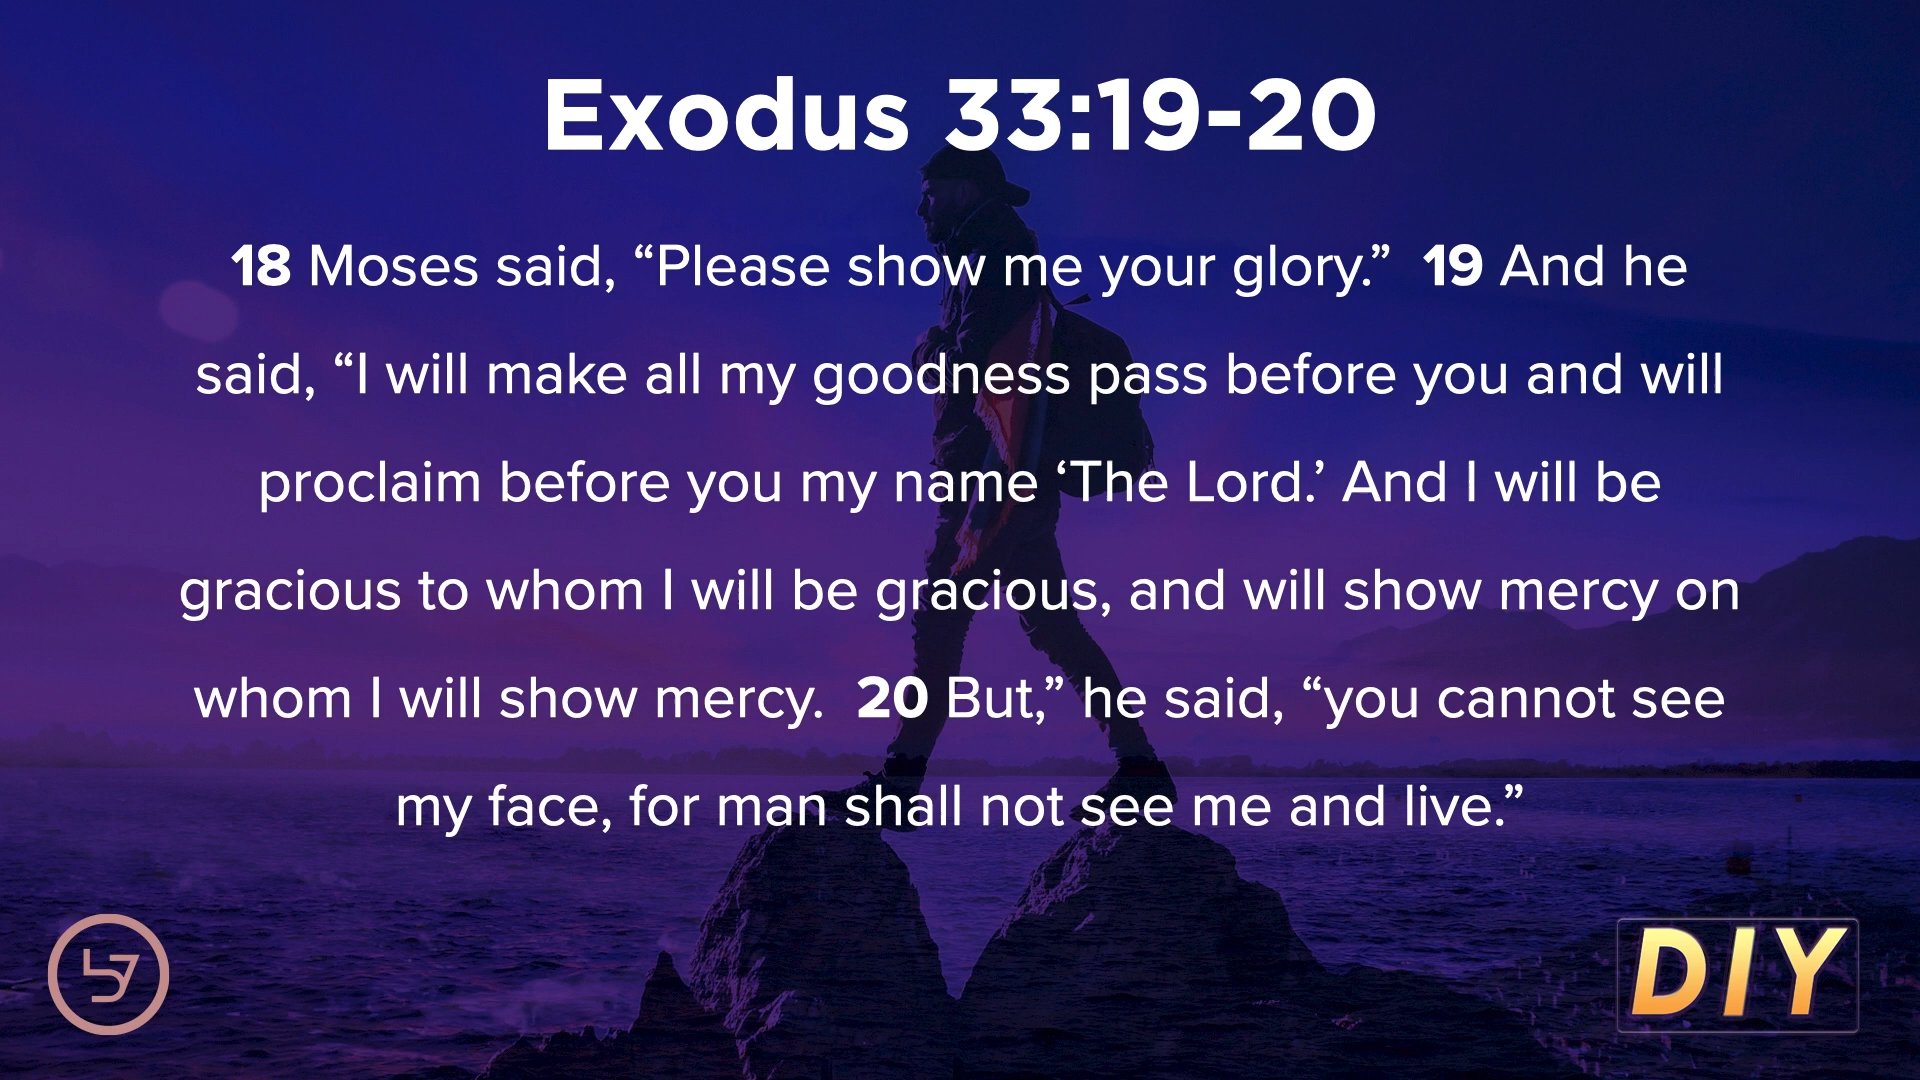 Exodus 33:19-20
18 Moses said, “Please show me your glory.”  19 And he
said, “I will make all my goodness pass before you and will
proclaim before you my name ‘The Lord.’ And I will be
gracious to whom I will be gracious, and will show mercy on
whom I will show mercy.  20 But,” he said, “you cannot see
my face, for man shall not see me and live.”
DIY